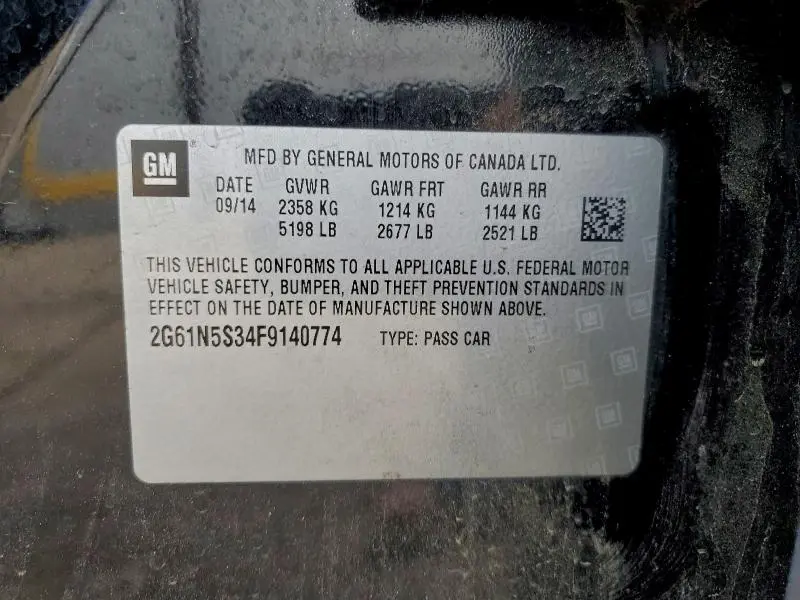 GM
MFD BY GENERAL MOTORS OF CANADA LTD.
DATE GVWR GAWR FRT GAWR RR
09/14 2358 KG 1214 KG 1144 KG
5198 LB 2677 LB 2521 LB
THIS VEHICLE CONFORMS TO ALL APPLICABLE U.S. FEDERAL MOTOR
VEHICLE SAFETY, BUMPER, AND THEFT PREVENTION STANDARDS IN
EFFECT ON THE DATE OF MANUFACTURE SHOWN ABOVE.
2G61N5S34F9140774 TYPE: PASS CAR